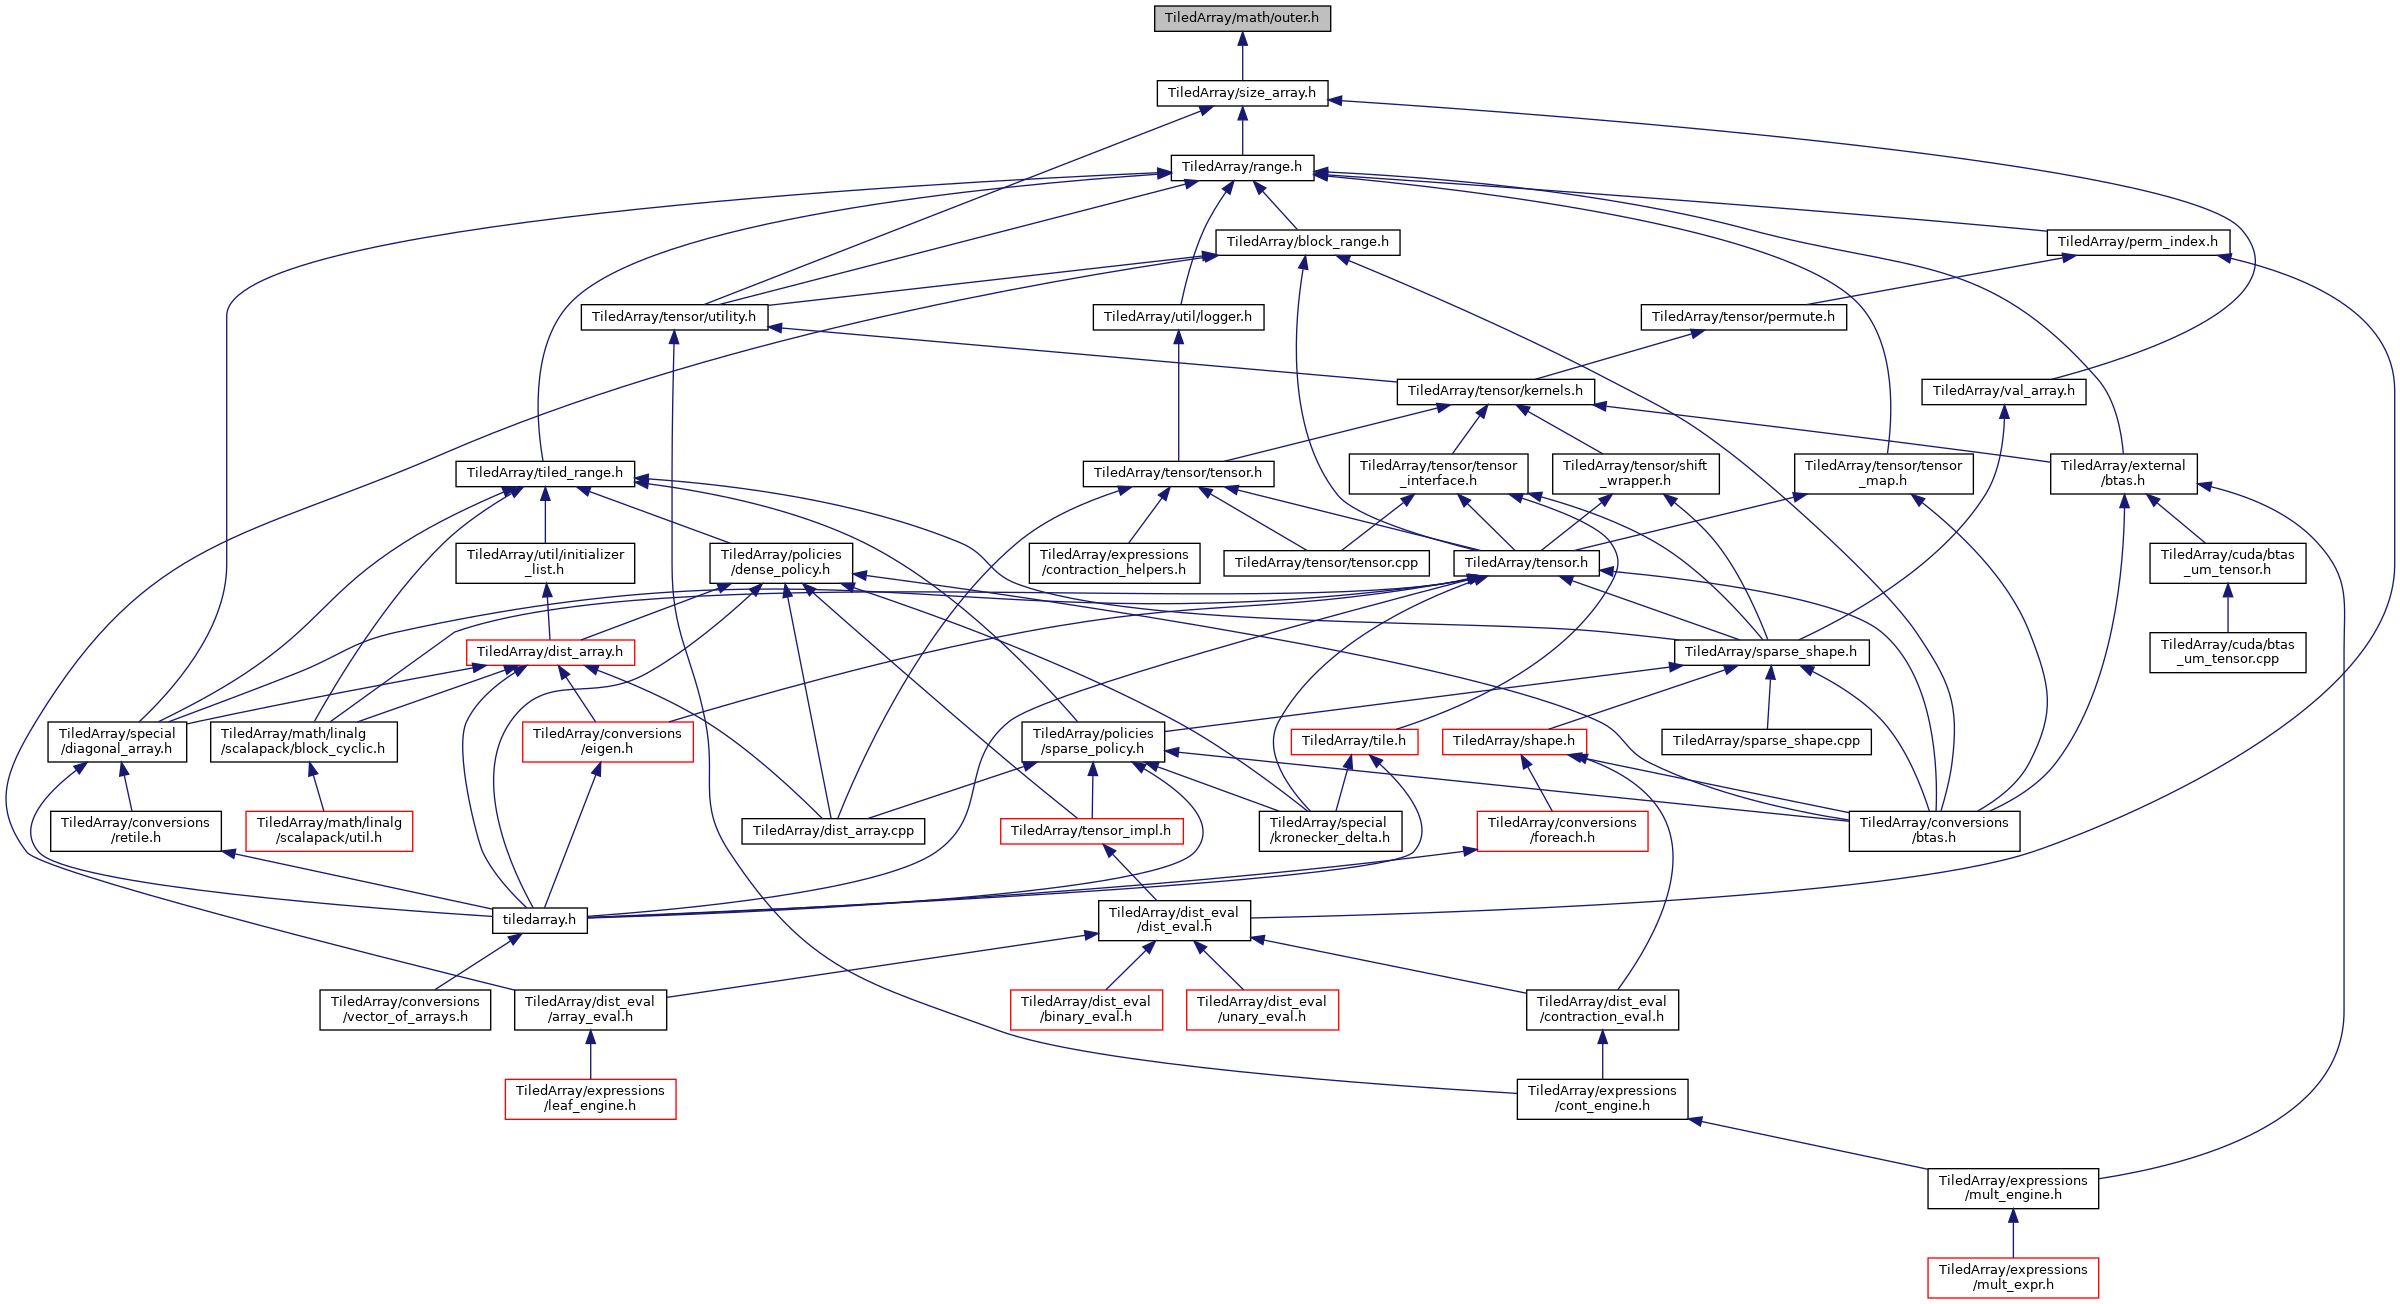 TiledArray/math/outer.h
TiledArray/size_array.h
TiledArray/range.h
TiledArray/block_range.h
TiledArray/perm_index.h
TiledArray/tensor/utility.h
TiledArray/util/logger.h
TiledArray/tensor/permute.h
TiledArray/tensor/kernels.h
TiledArray/val_array.h
TiledArray/tiled_range.h
TiledArray/tensor/tensor.h
TiledArray/tensor/tensor
_interface.h
TiledArray/tensor/shift
_wrapper.h
TiledArray/tensor/tensor
_map.h
TiledArray/external
/btas.h
TiledArray/util/initializer
_list.h
TiledArray/policies
/dense_policy.h
TiledArray/expressions
/contraction_helpers.h
TiledArray/tensor/tensor.cpp
TiledArray/tensor.h
TiledArray/cuda/btas
_um_tensor.h
TiledArray/dist_array.h
TiledArray/sparse_shape.h
TiledArray/cuda/btas
_um_tensor.cpp
TiledArray/special
/diagonal_array.h
TiledArray/math/linalg
/scalapack/block_cyclic.h
TiledArray/conversions
/eigen.h
TiledArray/policies
/sparse_policy.h
TiledArray/tile.h
TiledArray/shape.h
TiledArray/sparse_shape.cpp
TiledArray/conversions
/retile.h
TiledArray/math/linalg
/scalapack/util.h
TiledArray/dist_array.cpp
TiledArray/tensor_impl.h
TiledArray/special
/kronecker_delta.h
TiledArray/conversions
/foreach.h
TiledArray/conversions
/btas.h
tiledarray.h
TiledArray/dist_eval
/dist_eval.h
TiledArray/conversions
/vector_of_arrays.h
TiledArray/dist_eval
/array_eval.h
TiledArray/dist_eval
/binary_eval.h
TiledArray/dist_eval
/unary_eval.h
TiledArray/dist_eval
/contraction_eval.h
TiledArray/expressions
/leaf_engine.h
TiledArray/expressions
/cont_engine.h
TiledArray/expressions
/mult_engine.h
TiledArray/expressions
/mult_expr.h